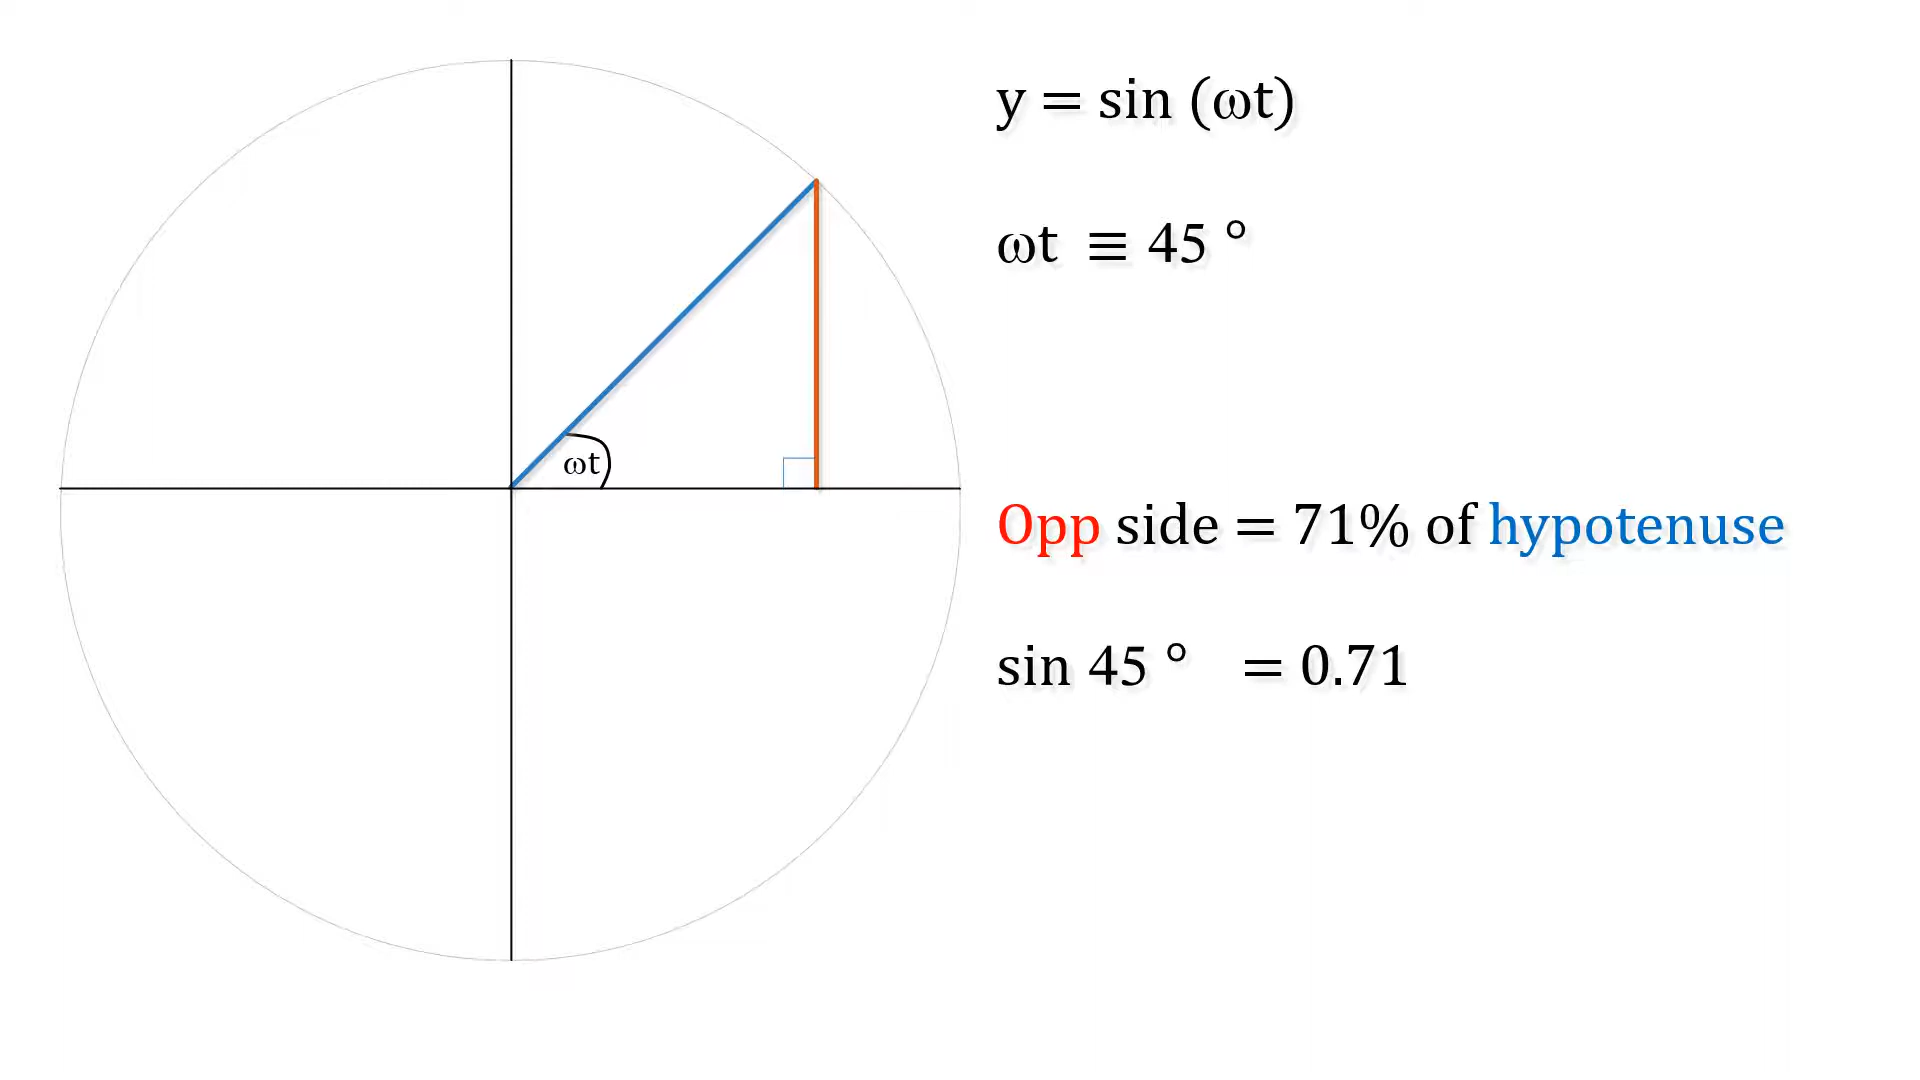 y = sin (ωt)
ωt ≡ 45 °
ωt
Opp side = 71% of hypotenuse
sin 45 ° = 0.71